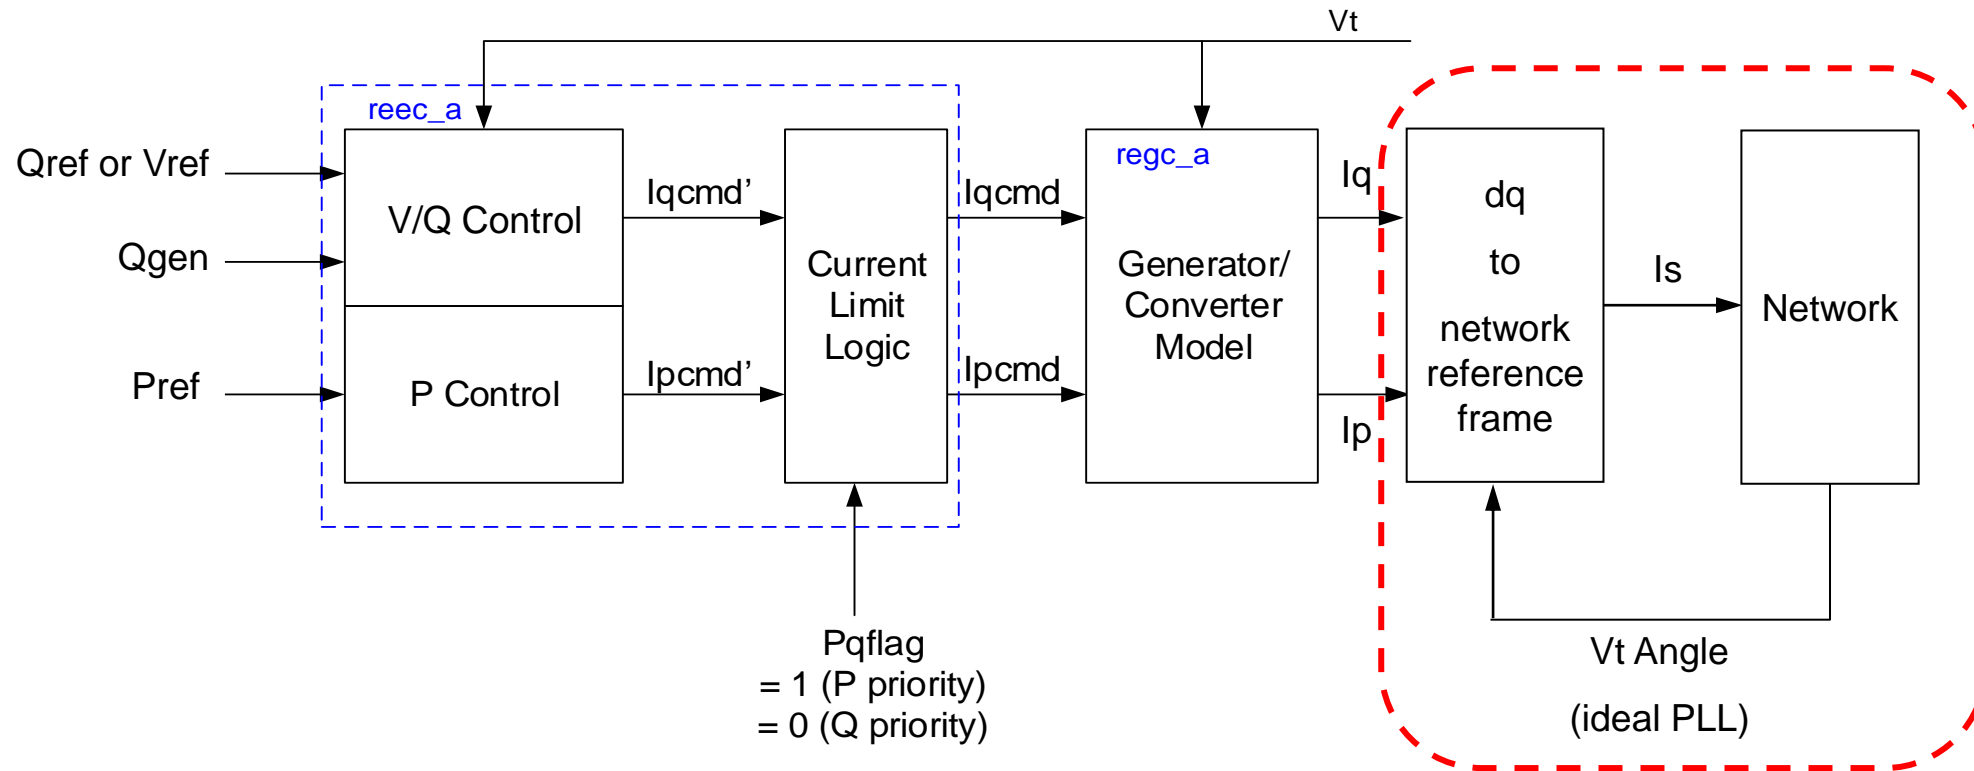 Vt
reec_a
Qref or Vref
Qgen
Pref
V/Q Control
P Control
Iqcmd’
Ipcmd’
Current
Limit
Logic
Iqcmd
Ipcmd
regc_a
Generator/
Converter
Model
Iq
Ip
dq
to
network
reference
frame
Is
Network
Vt Angle
(ideal PLL)
Pqflag
= 1 (P priority)
= 0 (Q priority)